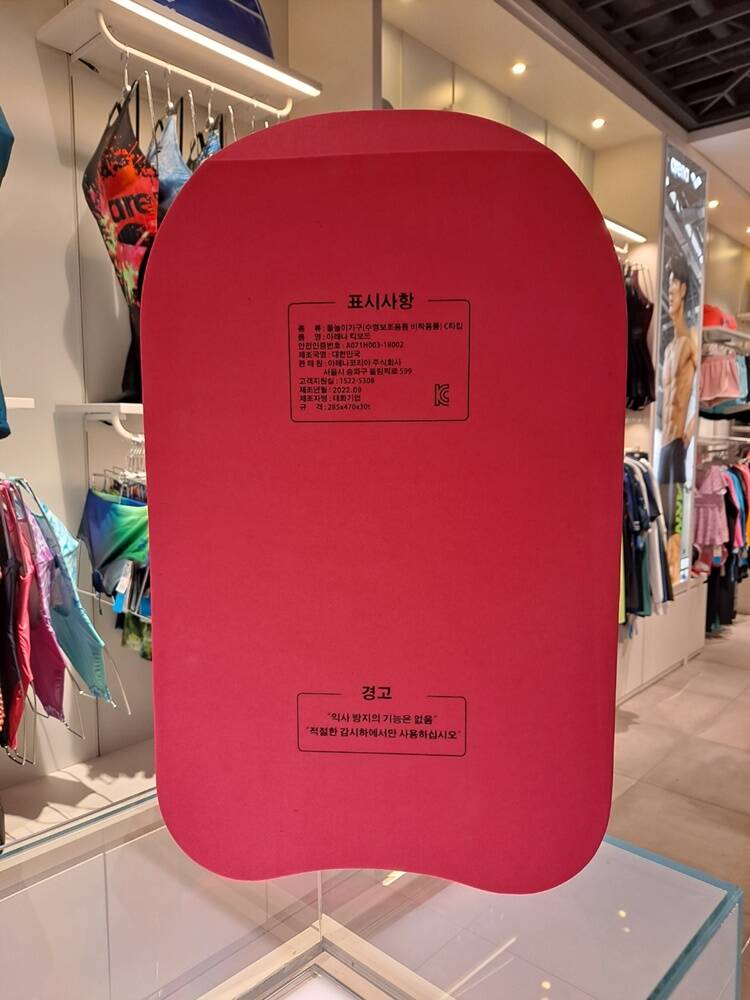 표시사항
종 류 : 물놀이기구(수영보조용품 비착용품) C타입
품 명 : 아레나 킥보드
안전인증번호 : A071H003-18002
제조국명 : 대한민국
판 매 원 : 아레나코리아 주식회사
서울시 송파구 올림픽로 599
고객지원실 : 1522-5308
제조년월 : 2022.09
제조자명 : 대화기업
규 격 : 285x470x30t
경고
"익사 방지의 기능은 없음"
"적절한 감시하에서만 사용하십시오"
arena
are